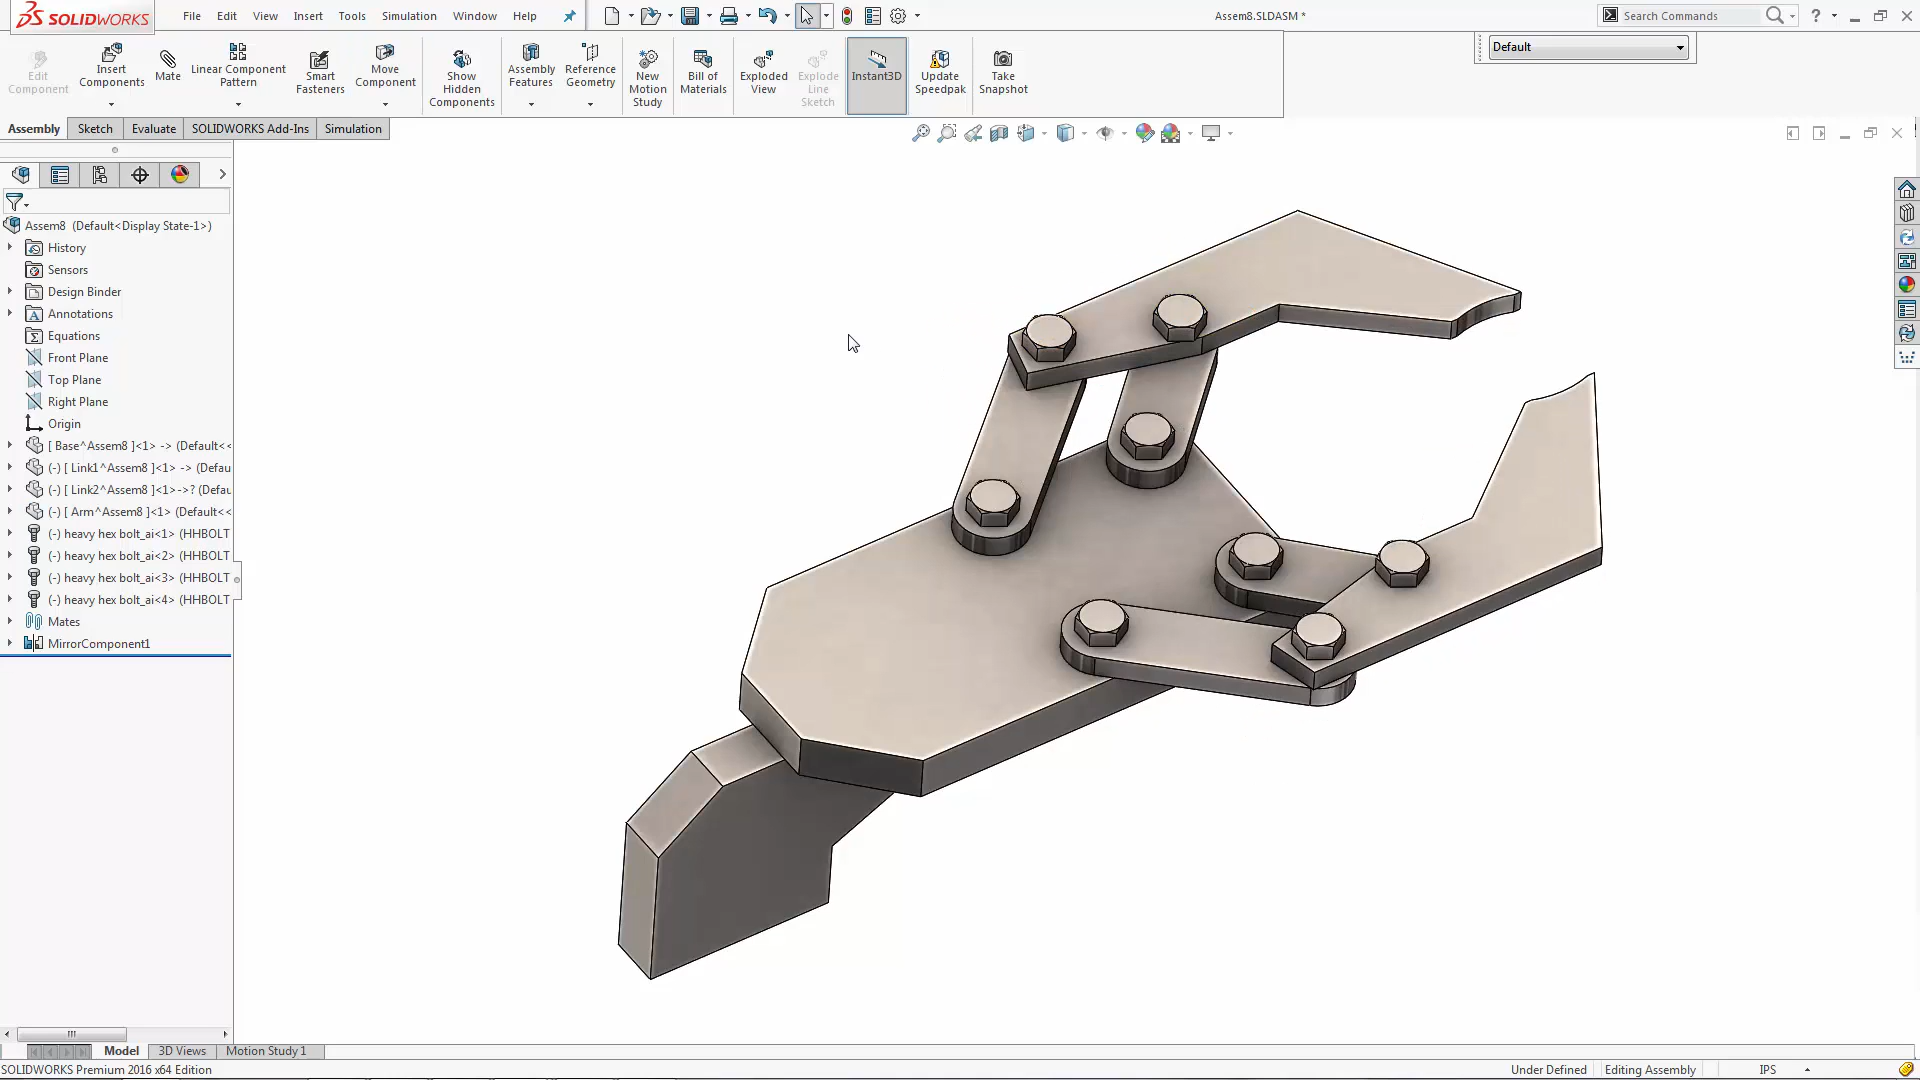 SOLIDWORKS
File Edit View Insert Tools Simulation Window Help
Assem8.SLDASM *
Search Commands
?
Edit Component
Insert Components
Mate
Linear Component Pattern
Smart Fasteners
Move Component
Show Hidden Components
Assembly Features
Reference Geometry
New Motion Study
Bill of Materials
Exploded View
Explode Line Sketch
Instant3D
Update Speedpak
Take Snapshot
Default
Assembly Sketch Evaluate SOLIDWORKS Add-Ins Simulation
Assem8 (Default<Display State-1>)
History
Sensors
Design Binder
Annotations
Equations
Front Plane
Top Plane
Right Plane
Origin
[ Base^Assem8 ]<1> -> (Default<<
(-) [ Link1^Assem8 ]<1> -> (Defau
(-) [ Link2^Assem8 ]<1>->? (Defau
(-) [ Arm^Assem8 ]<1> (Default<<
(-) heavy hex bolt_ai<1> (HHBOLT
(-) heavy hex bolt_ai<2> (HHBOLT
(-) heavy hex bolt_ai<3> (HHBOLT
(-) heavy hex bolt_ai<4> (HHBOLT
Mates
MirrorComponent1
Model 3D Views Motion Study 1
SOLIDWORKS Premium 2016 x64 Edition
Under Defined Editing Assembly IPS